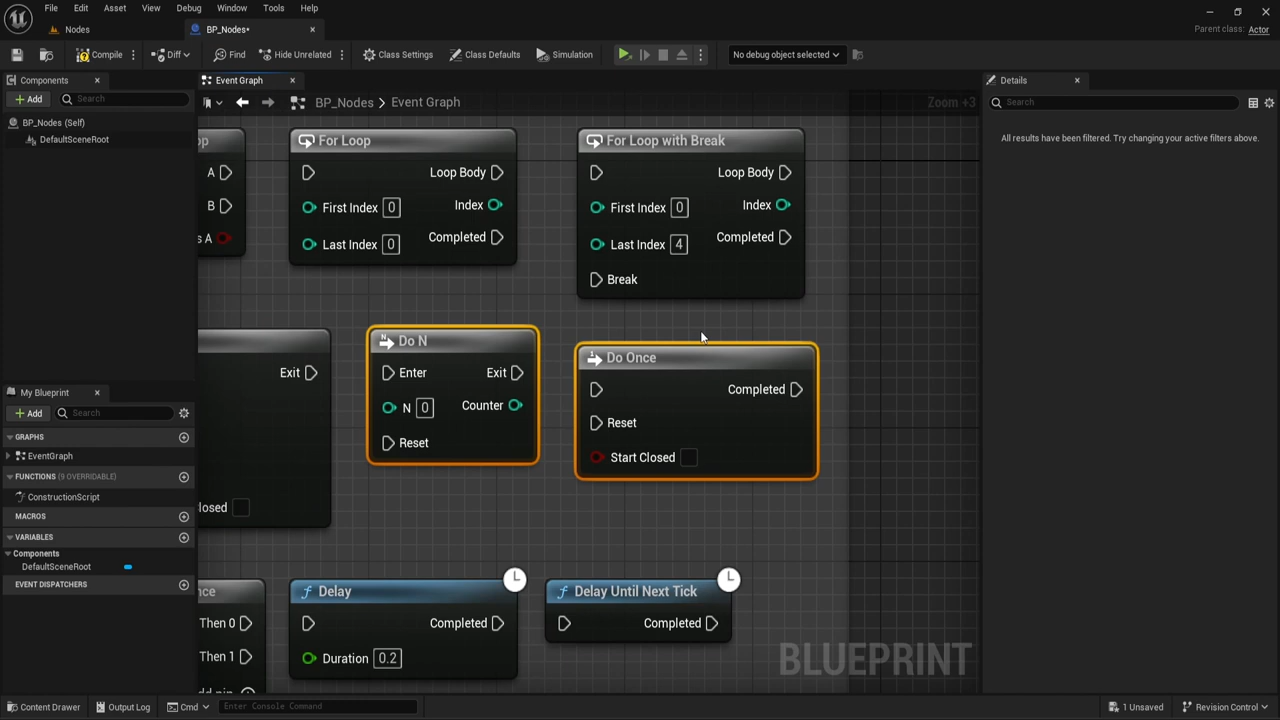 File Edit Asset View Debug Window Tools Help
Nodes
BP_Nodes*
Parent class: Actor
Compile
Diff
Find
Hide Unrelated
Class Settings
Class Defaults
Simulation
No debug object selected
Components
Event Graph
Details
Add
Search
BP_Nodes > Event Graph
Zoom +3
Search
BP_Nodes (Self)
DefaultSceneRoot
All results have been filtered. Try changing your active filters above.
op
A
B
s A
For Loop
Loop Body
First Index 0
Index
Last Index 0
Completed
For Loop with Break
Loop Body
First Index 0
Index
Last Index 4
Completed
Break
Exit
losed
Do N
Enter
Exit
N 0
Counter
Reset
Do Once
Completed
Reset
Start Closed
My Blueprint
Add
Search
GRAPHS
EventGraph
FUNCTIONS (9 OVERRIDABLE)
ConstructionScript
MACROS
VARIABLES
Components
DefaultSceneRoot
EVENT DISPATCHERS
nce
Then 0
Then 1
dd pin
Delay
Completed
Duration 0.2
Delay Until Next Tick
Completed
BLUEPRINT
Content Drawer
Output Log
Cmd
Enter Console Command
1 Unsaved
Revision Control